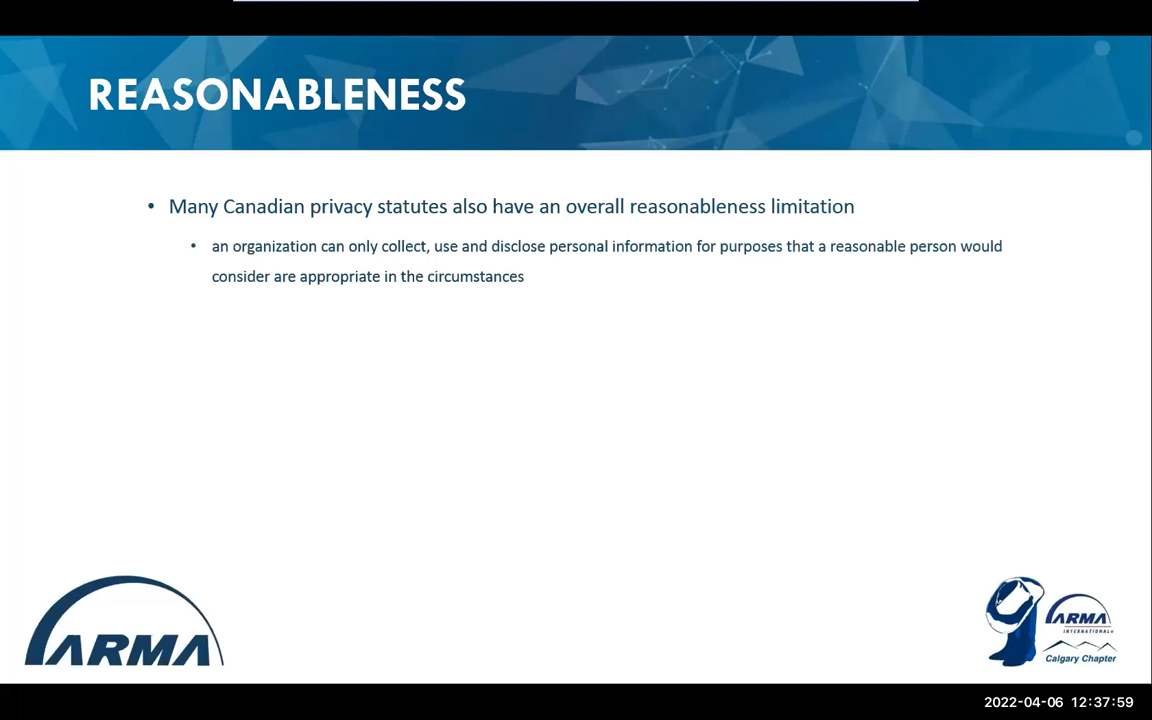 REASONABLENESS
• Many Canadian privacy statutes also have an overall reasonableness limitation
• an organization can only collect, use and disclose personal information for purposes that a reasonable person would
consider are appropriate in the circumstances
ARMA
ARMA
INTERNATIONAL
Calgary Chapter
2022-04-06 12:37:59